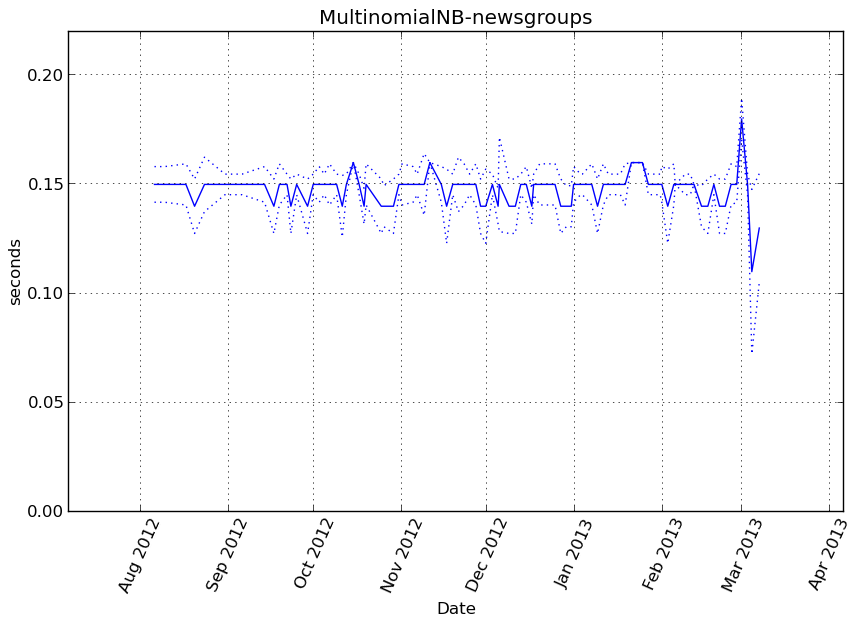 MultinomialNB-newsgroups
0.20
0.15
0.10
0.05
0.00
seconds
Aug 2012
Sep 2012
Oct 2012
Nov 2012
Dec 2012
Jan 2013
Feb 2013
Mar 2013
Apr 2013
Date